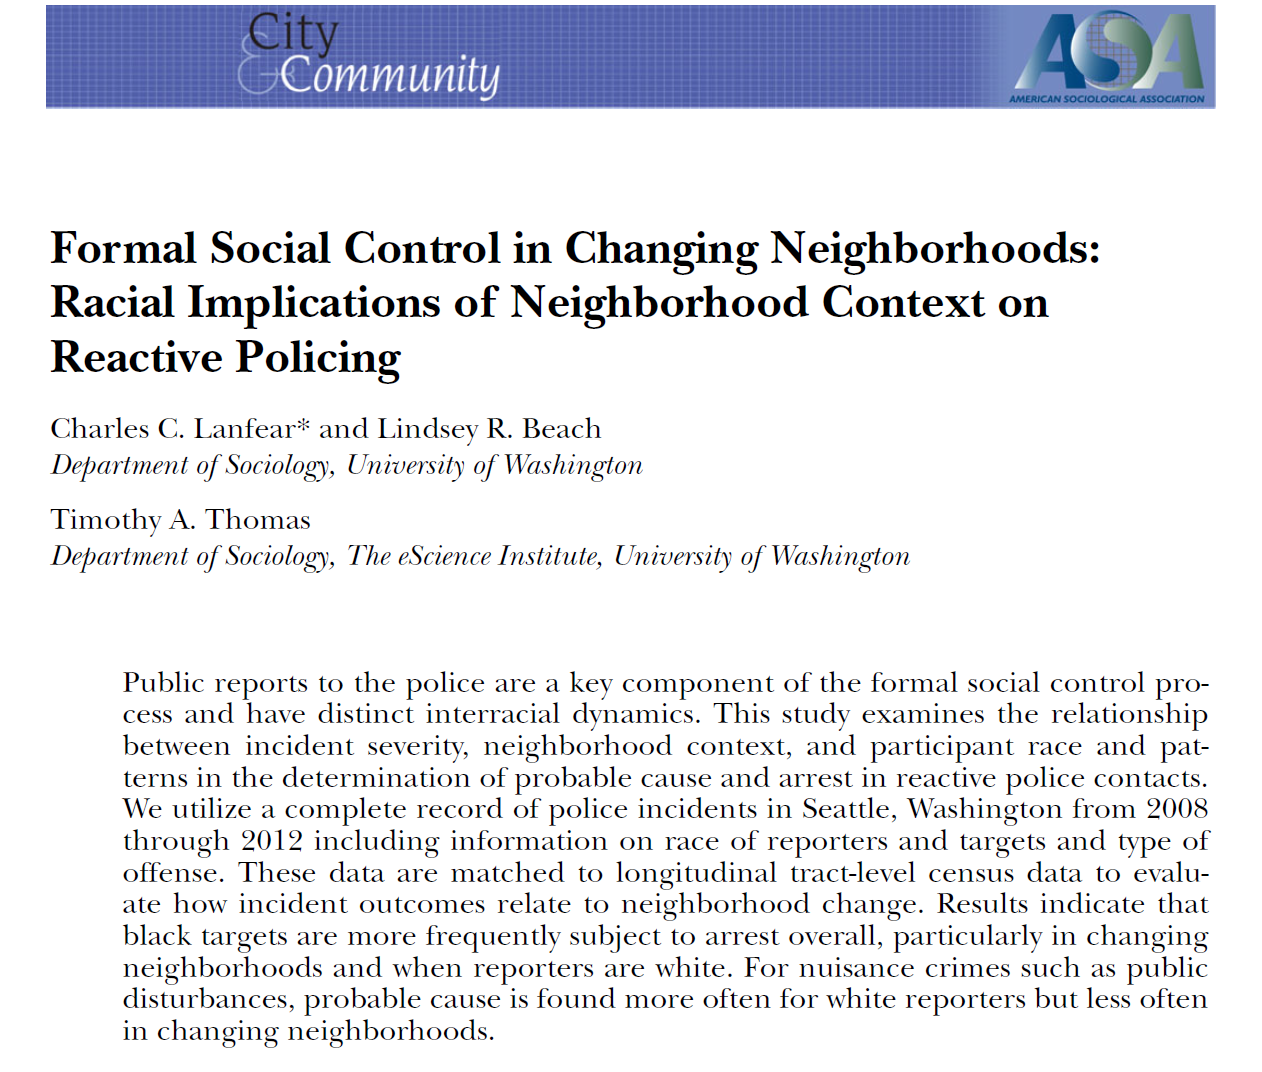 City
&Community
ASA
AMERICAN SOCIOLOGICAL ASSOCIATION
Formal Social Control in Changing Neighborhoods:
Racial Implications of Neighborhood Context on
Reactive Policing
Charles C. Lanfear* and Lindsey R. Beach
Department of Sociology, University of Washington
Timothy A. Thomas
Department of Sociology, The eScience Institute, University of Washington
Public reports to the police are a key component of the formal social control pro-
cess and have distinct interracial dynamics. This study examines the relationship
between incident severity, neighborhood context, and participant race and pat-
terns in the determination of probable cause and arrest in reactive police contacts.
We utilize a complete record of police incidents in Seattle, Washington from 2008
through 2012 including information on race of reporters and targets and type of
offense. These data are matched to longitudinal tract-level census data to evalu-
ate how incident outcomes relate to neighborhood change. Results indicate that
black targets are more frequently subject to arrest overall, particularly in changing
neighborhoods and when reporters are white. For nuisance crimes such as public
disturbances, probable cause is found more often for white reporters but less often
in changing neighborhoods.